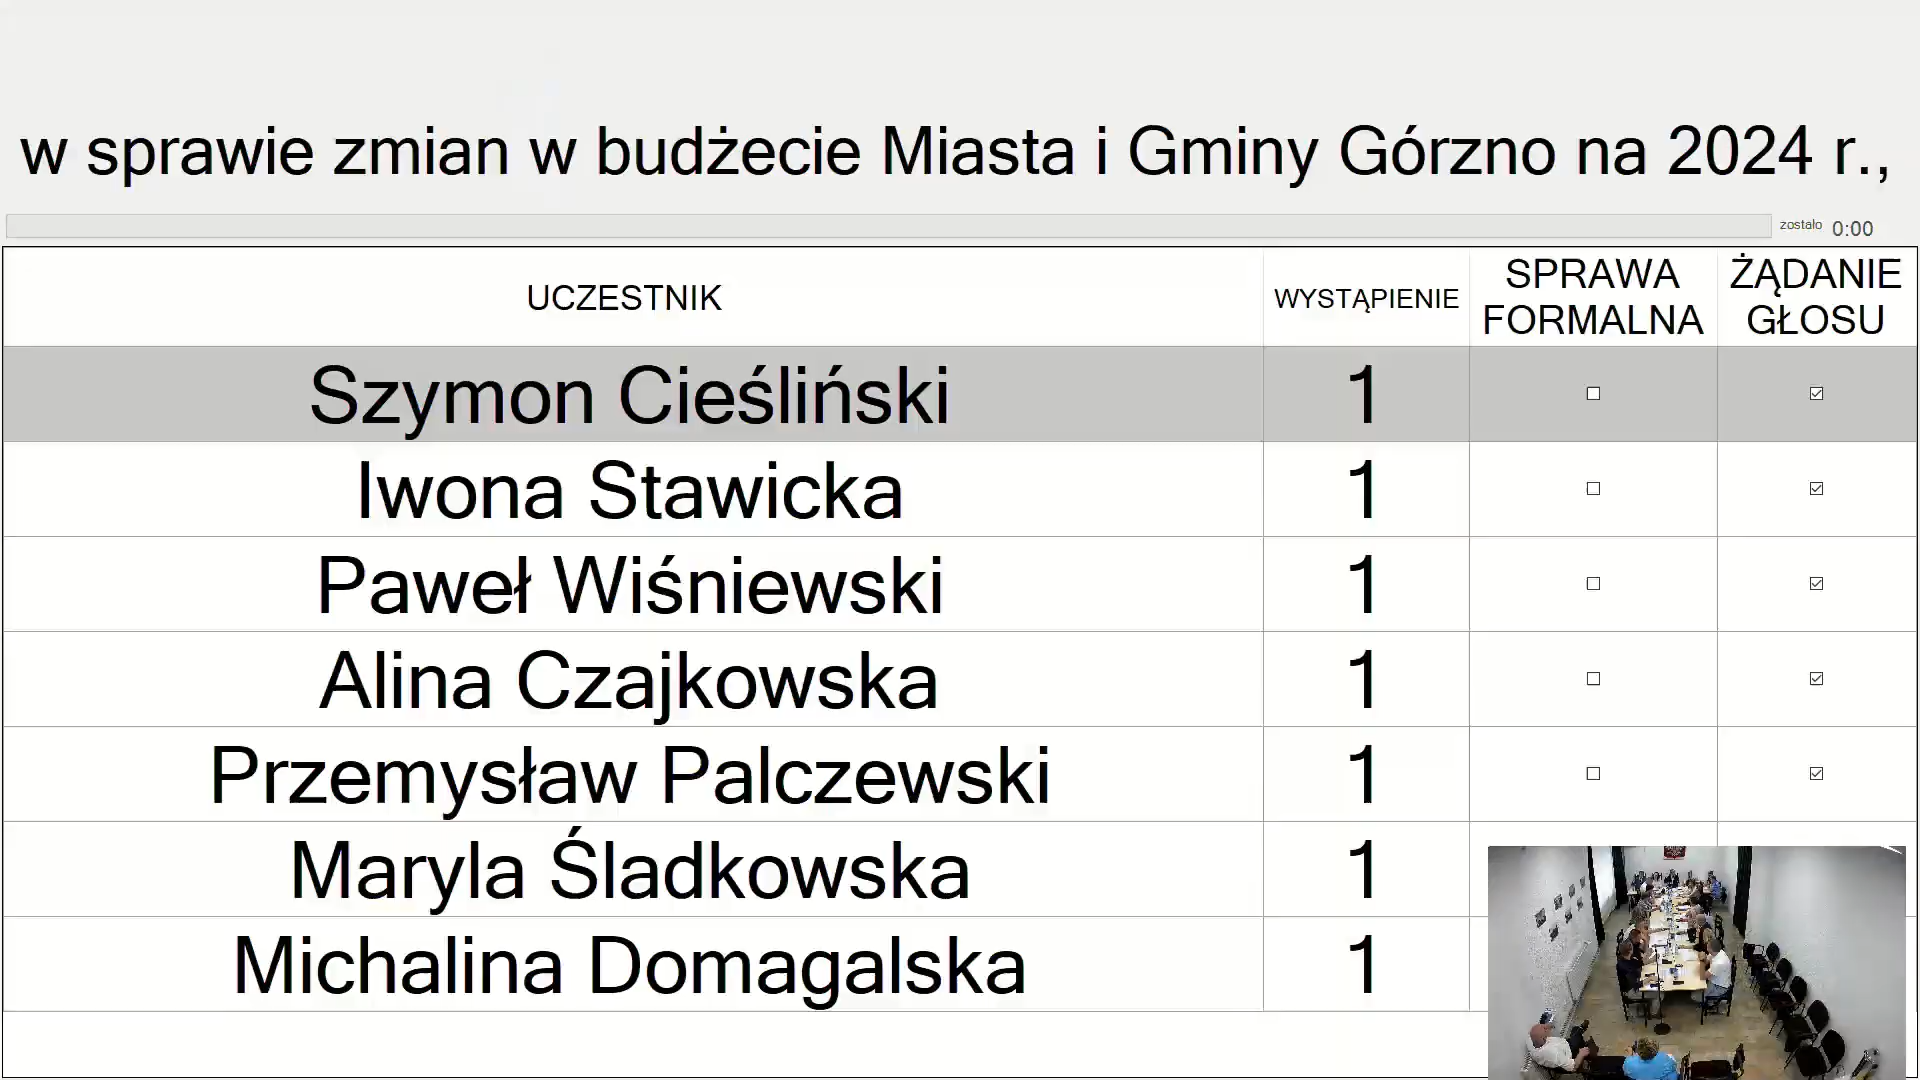 w sprawie zmian w budżecie Miasta i Gminy Górzno na 2024 r.,
zostało 0:00
UCZESTNIK WYSTĄPIENIE SPRAWA FORMALNA ŻĄDANIE GŁOSU
Szymon Cieśliński 1
Iwona Stawicka 1
Paweł Wiśniewski 1
Alina Czajkowska 1
Przemysław Palczewski 1
Maryla Śladkowska 1
Michalina Domagalska 1